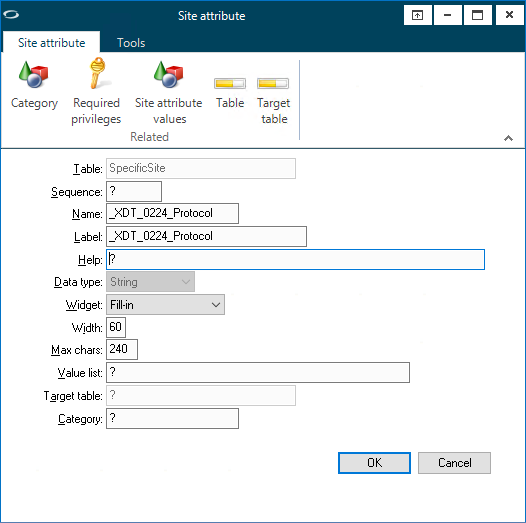 Site attribute
Site attribute Tools
Category Required privileges Site attribute values Table Target table
Related
Table: SpecificSite
Sequence: ?
Name: _XDT_0224_Protocol
Label: _XDT_0224_Protocol
Help: ?
Data type: String
Widget: Fill-in
Width: 60
Max chars: 240
Value list: ?
Target table: ?
Category: ?
OK Cancel